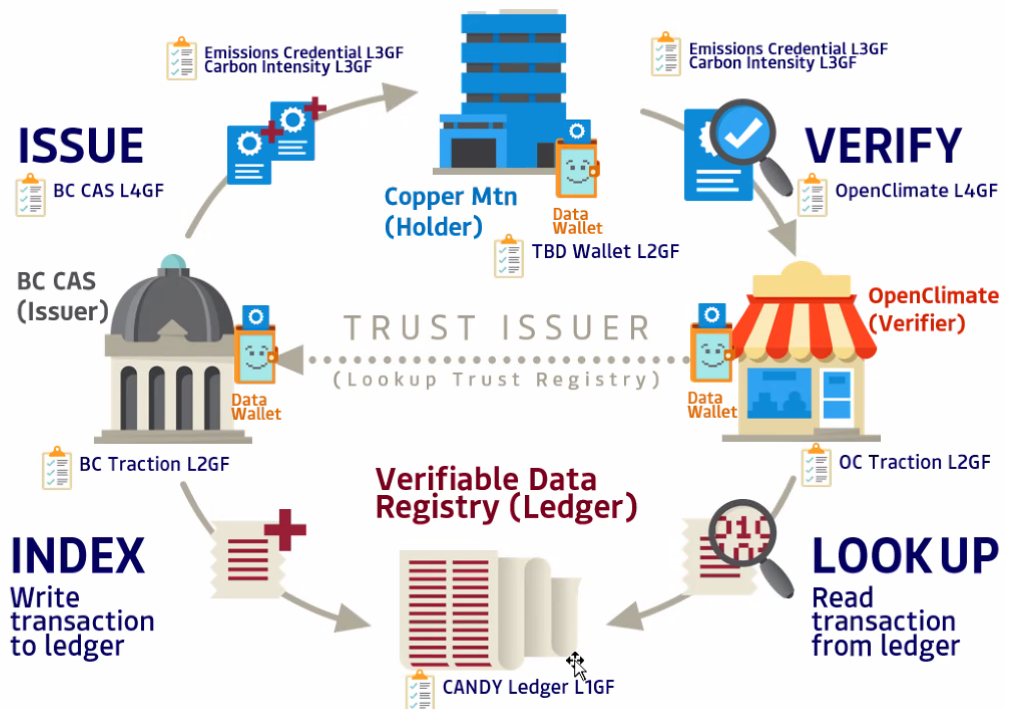 Emissions Credential L3GF
Carbon Intensity L3GF
Emissions Credential L3GF
Carbon Intensity L3GF
ISSUE
BC CAS L4GF
VERIFY
OpenClimate L4GF
Copper Mtn
(Holder)
Data
Wallet
TBD Wallet L2GF
BC CAS
(Issuer)
OpenClimate
(Verifier)
TRUST ISSUER
(Lookup Trust Registry)
Data
Wallet
Data
Wallet
BC Traction L2GF
OC Traction L2GF
Verifiable Data
Registry (Ledger)
INDEX
Write
transaction
to ledger
LOOK UP
Read
transaction
from ledger
CANDY Ledger L1GF